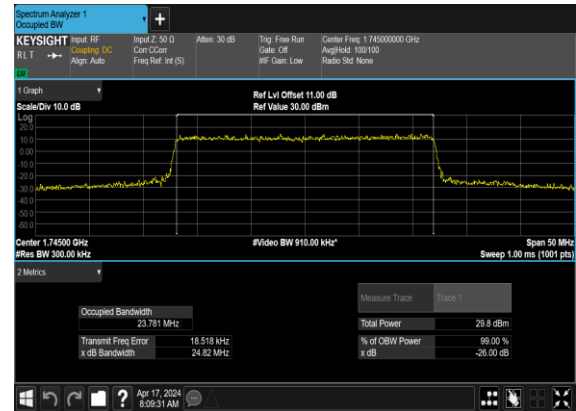 Spectrum Analyzer 1
Occupied BW
+
KEYSIGHT Input: RF Input Z: 50 Ω Atten: 30 dB Trig: Free Run Center Freq: 1.745000000 GHz
RLT Coupling: DC Corr CCorr Gate: Off Avg|Hold: 100/100
Align: Auto Freq Ref: Int (S) #IF Gain: Low Radio Std: None
1 Graph
Ref Lvl Offset 11.00 dB
Scale/Div 10.0 dB Ref Value 30.00 dBm
Log
20.0
10.0
0.00
-10.0
-20.0
-30.0
-40.0
-50.0
-60.0
Center 1.74500 GHz #Video BW 910.00 kHz* Span 50 MHz
#Res BW 300.00 kHz Sweep 1.00 ms (1001 pts)
2 Metrics
Measure Trace Trace 1
Occupied Bandwidth
23.781 MHz Total Power 29.8 dBm
Transmit Freq Error 18.518 kHz % of OBW Power 99.00 %
x dB Bandwidth 24.82 MHz x dB -26.00 dB
? Apr 17, 2024
8:09:31 AM